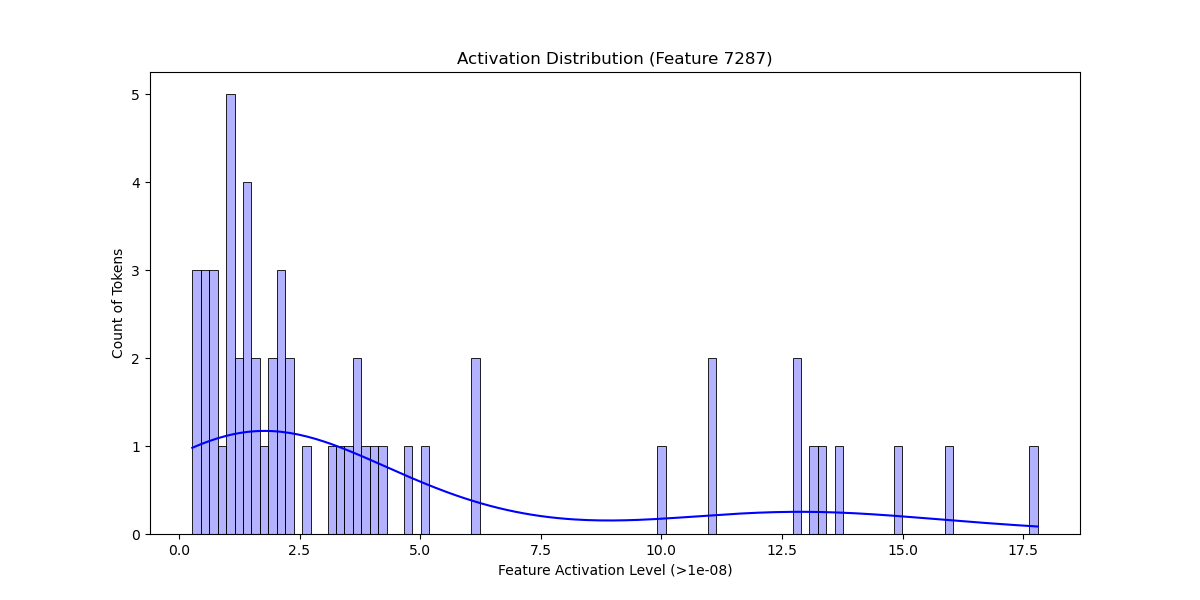 Activation Distribution (Feature 7287)
5
4
3
2
1
0
Count of Tokens
0.0 2.5 5.0 7.5 10.0 12.5 15.0 17.5
Feature Activation Level (>1e-08)